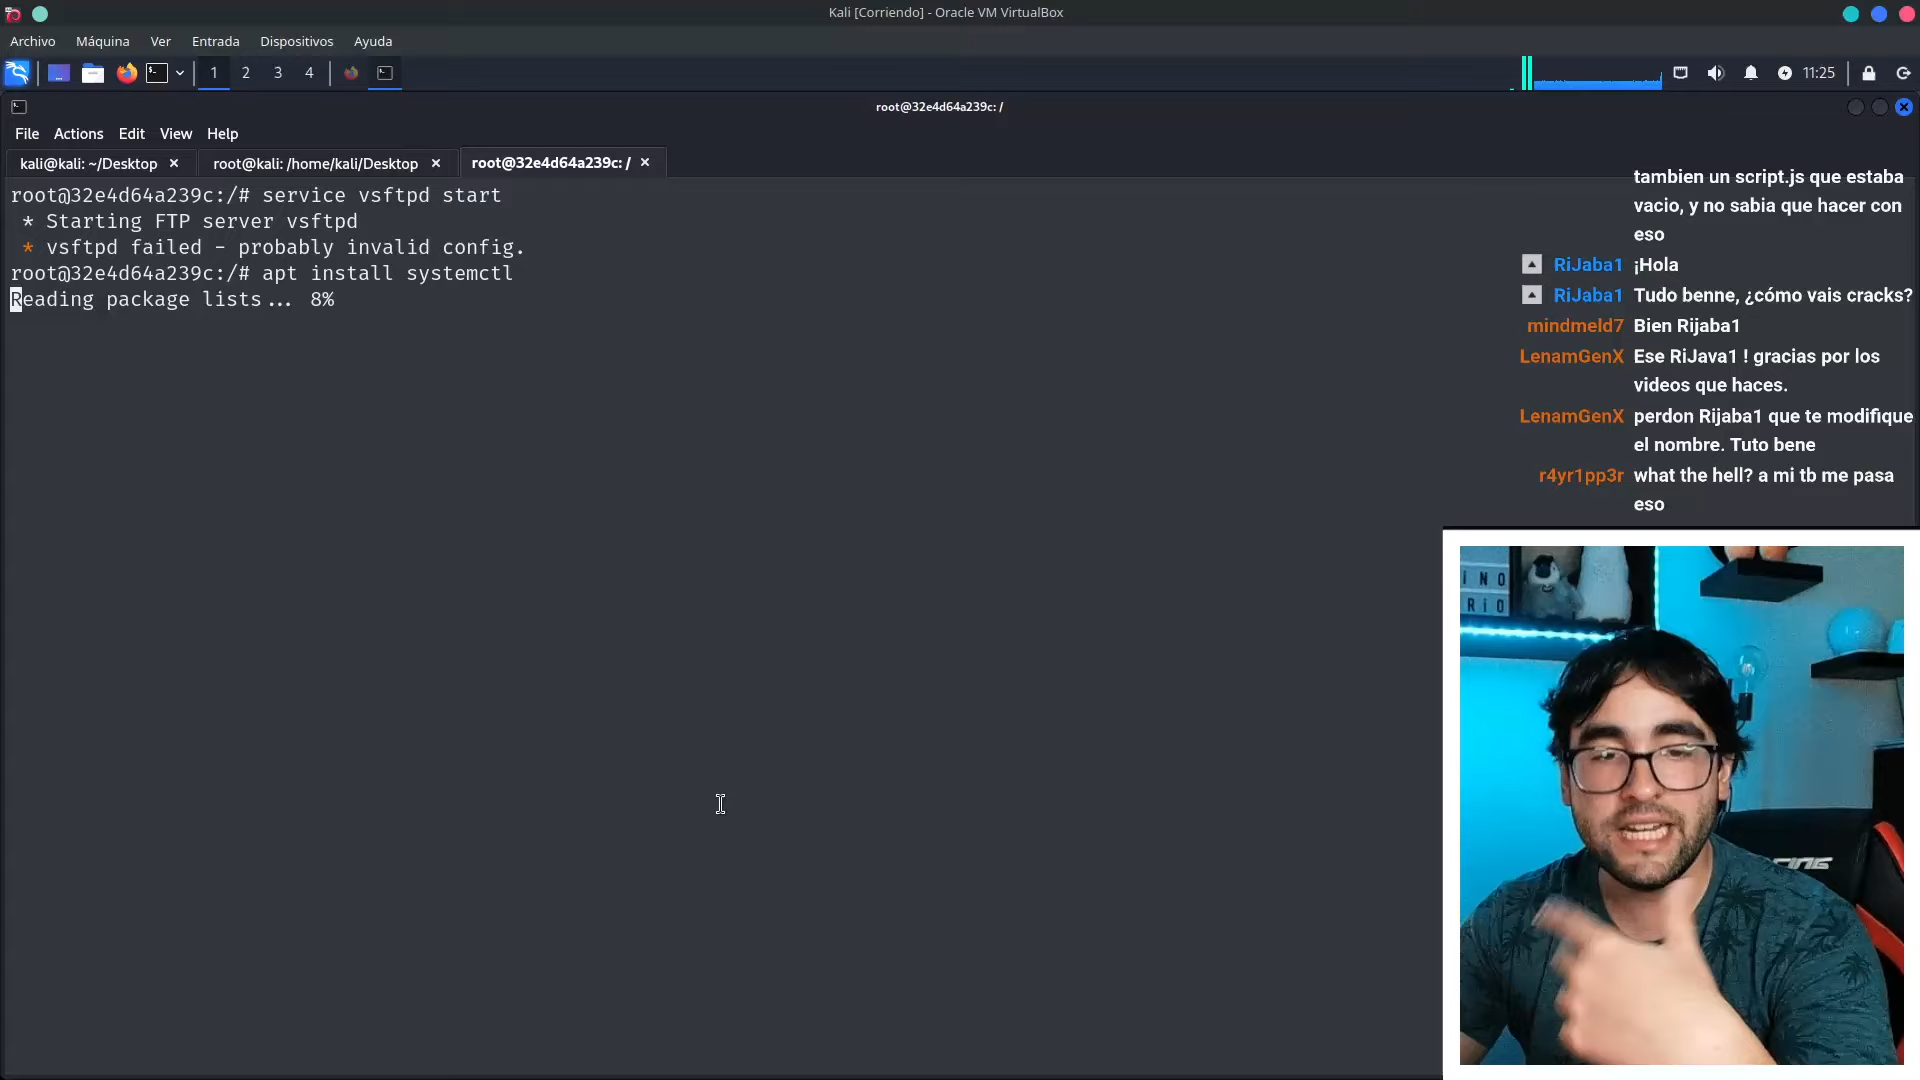 Kali [Corriendo] - Oracle VM VirtualBox
Archivo Máquina Ver Entrada Dispositivos Ayuda
1 2 3 4
11:25
root@32e4d64a239c: /
File Actions Edit View Help
kali@kali: ~/Desktop
root@kali: /home/kali/Desktop
root@32e4d64a239c: /
root@32e4d64a239c:/# service vsftpd start
* Starting FTP server vsftpd
* vsftpd failed - probably invalid config.
root@32e4d64a239c:/# apt install systemctl
Reading package lists... 8%
tambien un script.js que estaba
vacio, y no sabia que hacer con
eso
RiJaba1 ¡Hola
RiJaba1 Tudo benne, ¿cómo vais cracks?
mindmeld7 Bien Rijaba1
LenamGenX Ese RiJava1 ! gracias por los
videos que haces.
LenamGenX perdon Rijaba1 que te modifique
el nombre. Tuto bene
r4yr1pp3r what the hell? a mi tb me pasa
eso